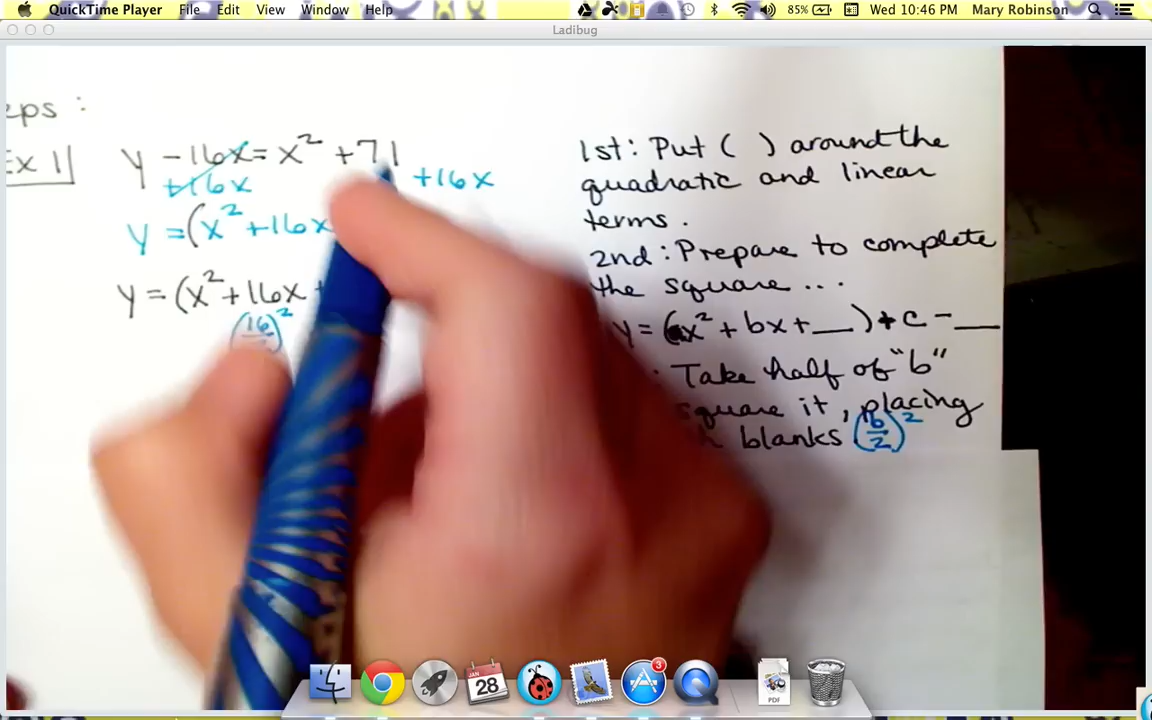 QuickTime Player File Edit View Window Help 85% Wed 10:46 PM Mary Robinson
Ladibug
eps :
Ex 1
y - 16x = x² + 71
+16x +16x
y = (x² + 16x
y = (x² + 16x +
(16/2)²
1st: Put ( ) around the
quadratic and linear
terms.
2nd: Prepare to complete
the square ...
y = (ax² + bx + __ ) + c - __
: Take half of "b"
square it, placing
blanks (b/2)²
JAN
28
3
PDF